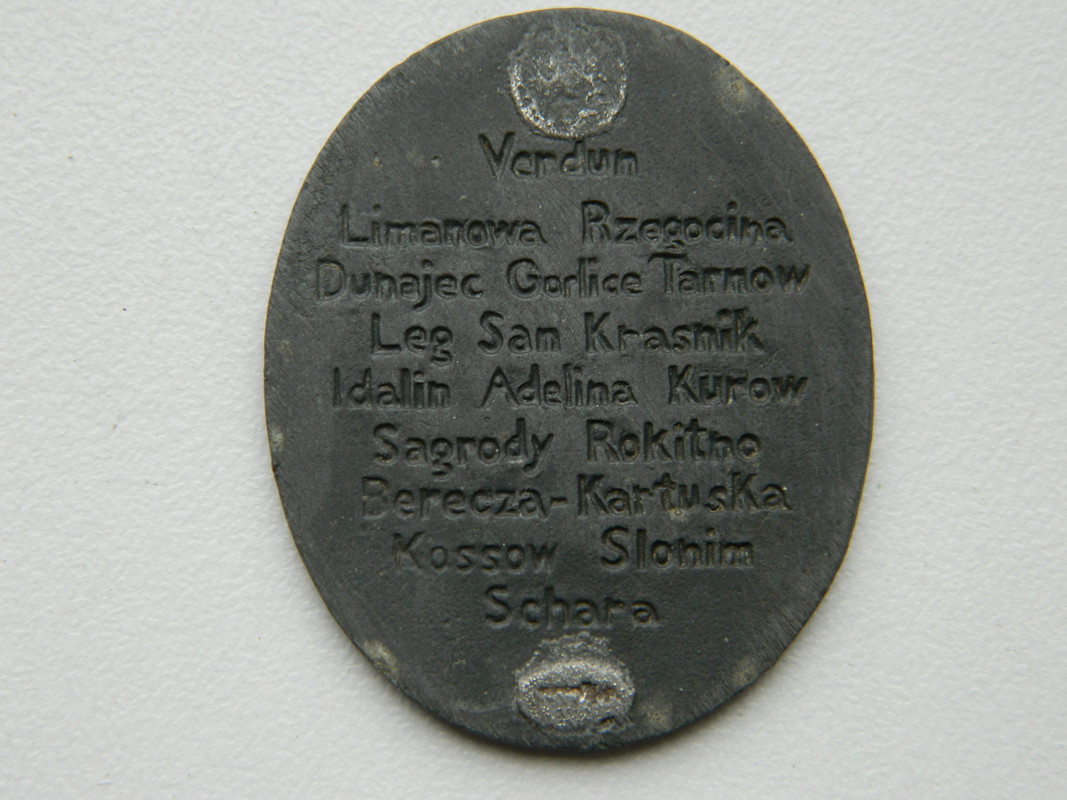 Verdun
Limanowa Rzegocina
Dunajec Gorlice Tarnow
Leg San Krasnik
Idalin Adelina Kurow
Sagrody Rokitno
Berecza-Kartuska
Kossow Slonim
Schara